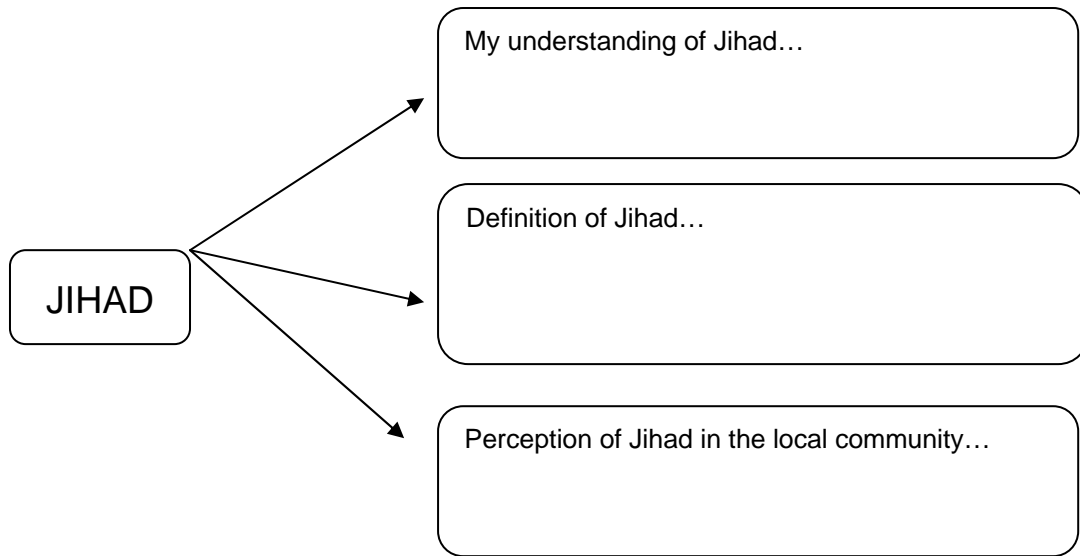 My understanding of Jihad…
Definition of Jihad…
JIHAD
Perception of Jihad in the local community…